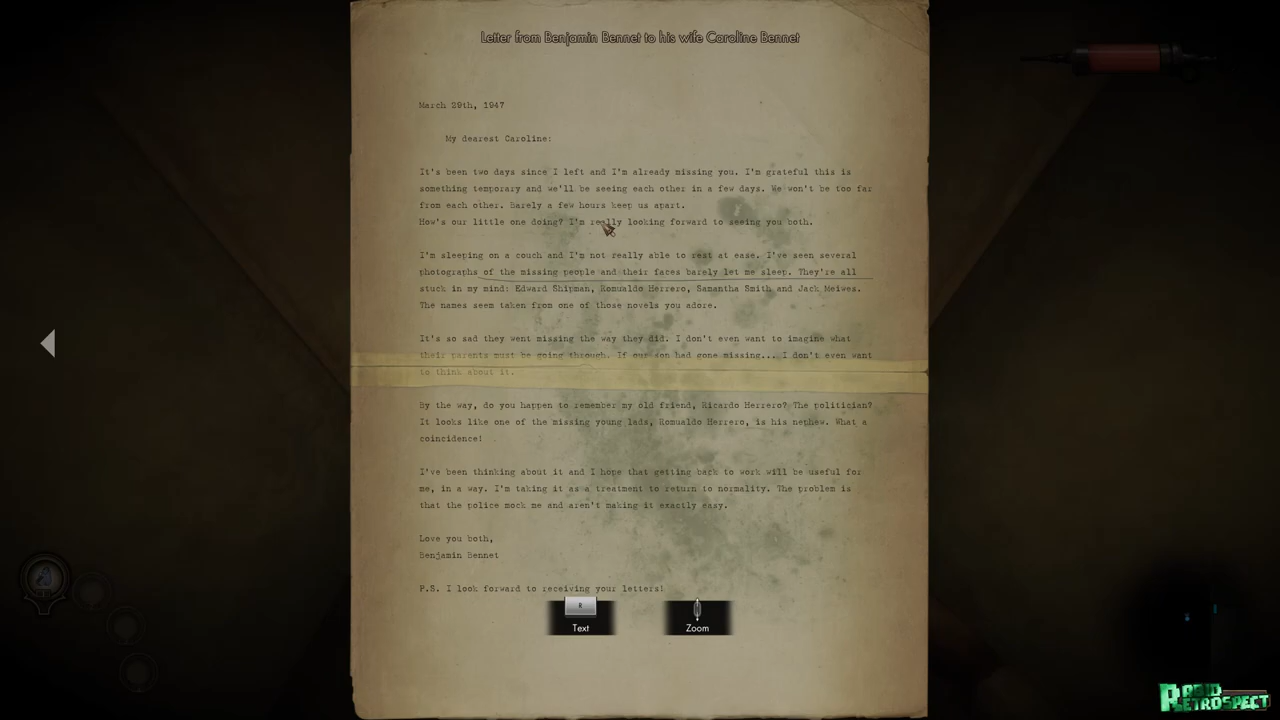 Letter from Benjamin Bennet to his wife Caroline Bennet
March 29th, 1947
My dearest Caroline:
It's been two days since I left and I'm already missing you. I'm grateful this is
something temporary and we'll be seeing each other in a few days. We won't be too far
from each other. Barely a few hours keep us apart.
How's our little one doing? I'm really looking forward to seeing you both.
I'm sleeping on a couch and I'm not really able to rest at ease. I've seen several
photographs of the missing people and their faces barely let me sleep. They're all
stuck in my mind: Edward Shipman, Romualdo Herrero, Samantha Smith and Jack Meiwes.
The names seem taken from one of those novels you adore.
It's so sad they went missing the way they did. I don't even want to imagine what
their parents must be going through. If our son had gone missing... I don't even want
to think about it.
By the way, do you happen to remember my old friend, Ricardo Herrero? The politician?
It looks like one of the missing young lads, Romualdo Herrero, is his nephew. What a
coincidence!
I've been thinking about it and I hope that getting back to work will be useful for
me, in a way. I'm taking it as a treatment to return to normality. The problem is
that the police mock me and aren't making it exactly easy.
Love you both,
Benjamin Bennet
P.S. I look forward to receiving your letters!
R
Text
Zoom
RABID
RETROSPECT